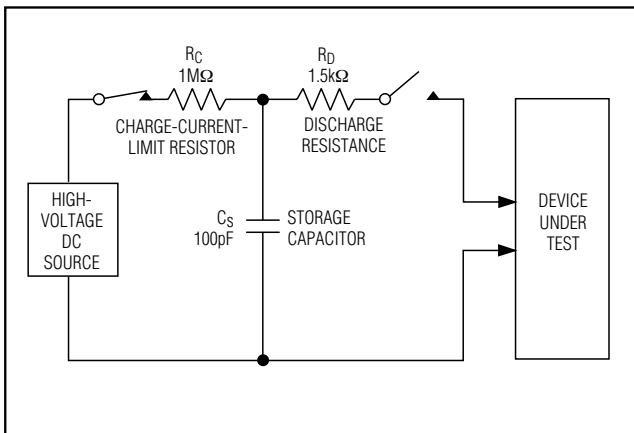 R_C
1MΩ
CHARGE-CURRENT-
LIMIT RESISTOR
R_D
1.5kΩ
DISCHARGE
RESISTANCE
HIGH-
VOLTAGE
DC
SOURCE
C_S
100pF
STORAGE
CAPACITOR
DEVICE
UNDER
TEST